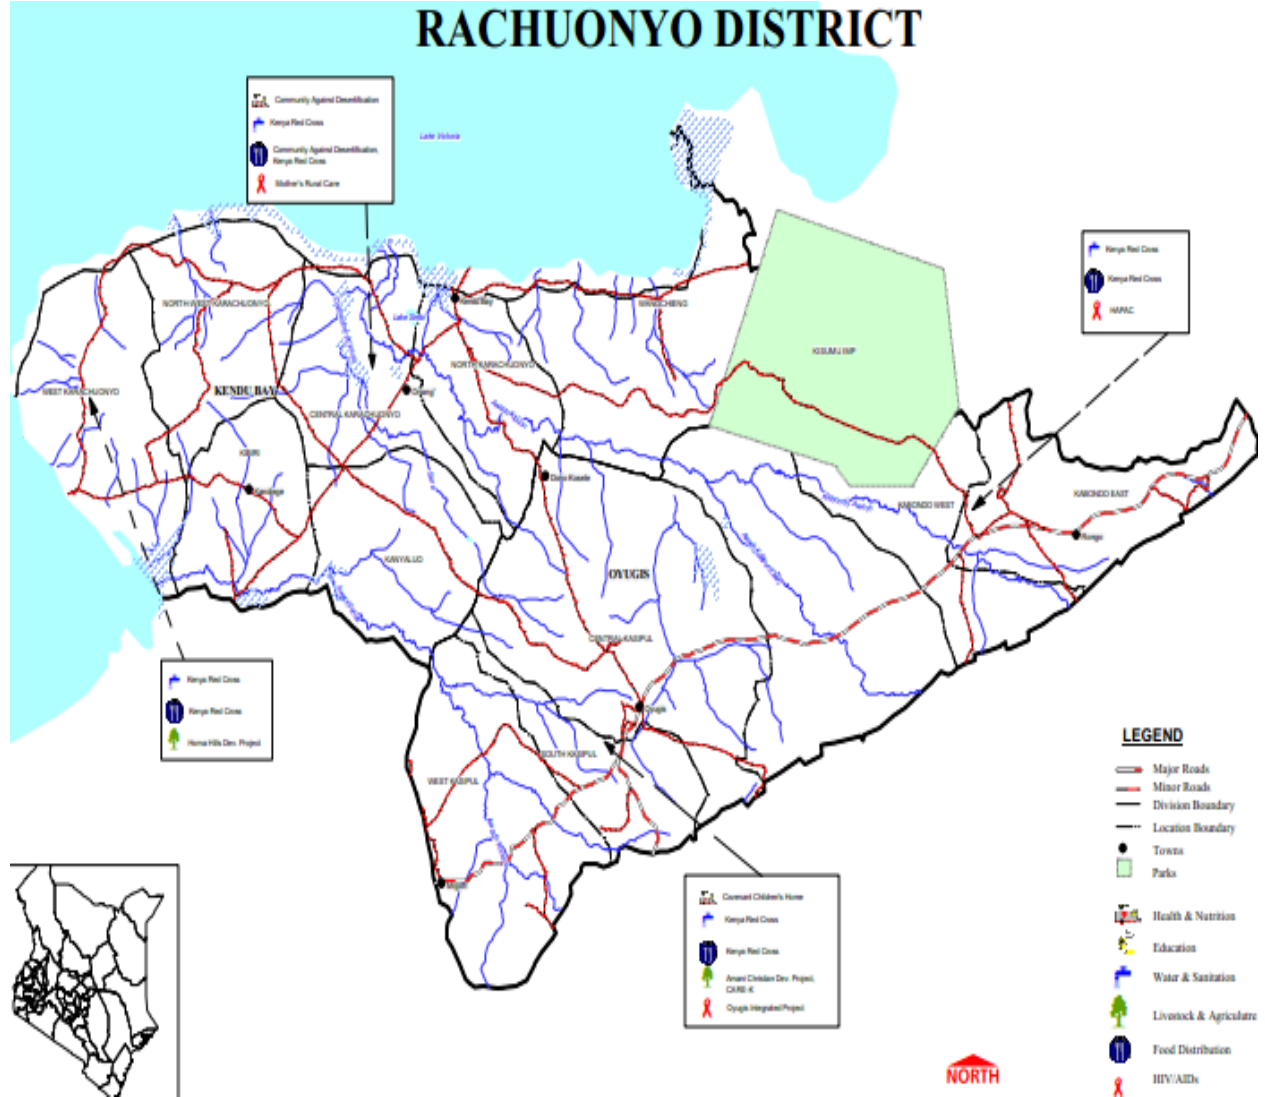 RACHUONYO DISTRICT
Community Against Desertification
Kenya Red Cross
Community Against Desertification,
Kenya Red Cross
Mother's Rural Care
Lake Victoria
Kenya Red Cross
Kenya Red Cross
HAPAC
NORTH WEST KARACHUONYO
Kendu Bay
WANGCHIENG
KISUMU IMP
NORTH KARACHUONYO
WEST KARACHUONYO
KENDU BAY
CENTRAL KARACHUONYO
KABONDO WEST
KABONDO EAST
KANYALUO
OYUGIS
CENTRAL KASIPUL
Oyugis
SOUTH KASIPUL
WEST KASIPUL
Kenya Red Cross
Kenya Red Cross
Homa Hills Dev. Project
Covenant Children's Home
Kenya Red Cross
Kenya Red Cross
Amani Christian Dev. Project,
CARE-K
Oyugis Integrated Project
LEGEND
Major Roads
Minor Roads
Division Boundary
Location Boundary
Towns
Parks
Health & Nutrition
Education
Water & Sanitation
Livestock & Agriculutre
Food Distribution
HIV/AIDs
NORTH